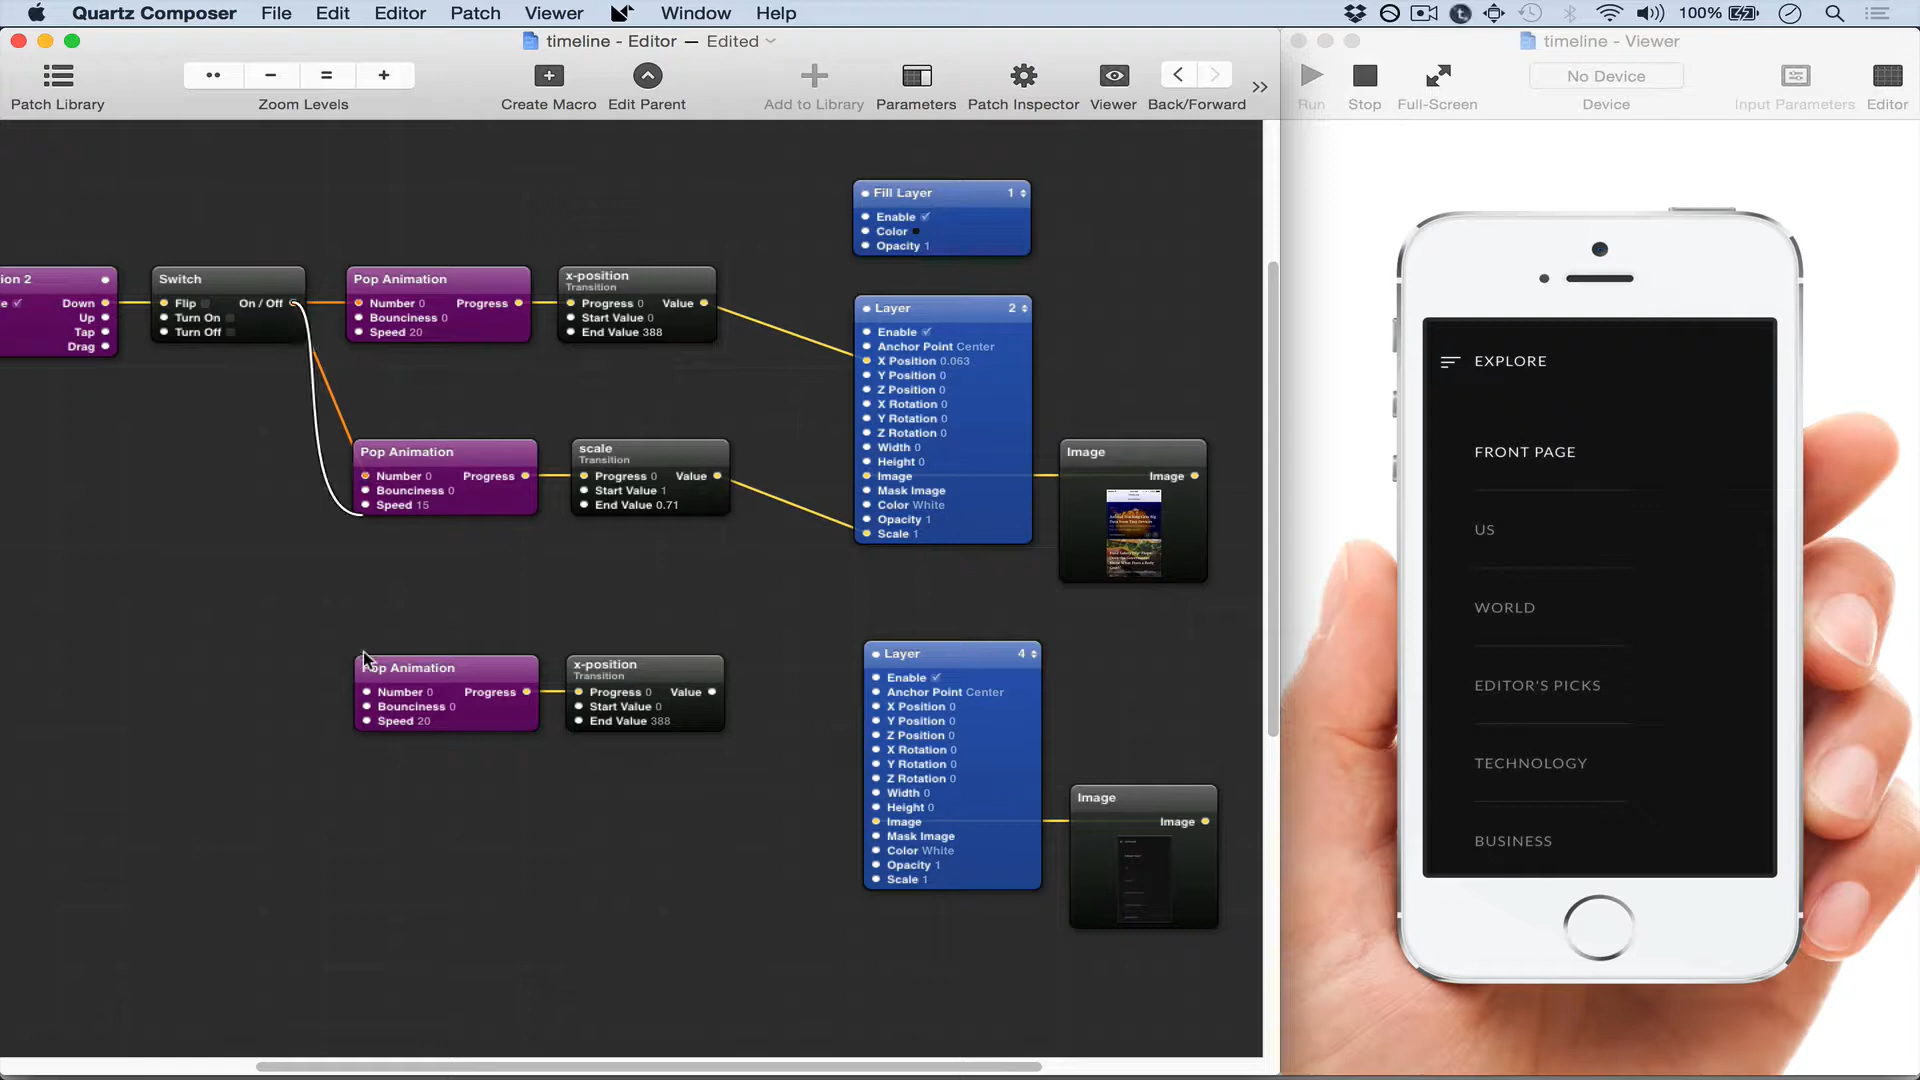 Quartz Composer File Edit Editor Patch Viewer Window Help 100%
timeline - Editor — Edited
timeline - Viewer
Patch Library
Zoom Levels
Create Macro
Edit Parent
Add to Library
Parameters
Patch Inspector
Viewer
Back/Forward
Run
Stop
Full-Screen
No Device
Device
Input Parameters
Editor
Fill Layer 1
Enable
Color
Opacity 1
ion 2
Down
Up
Tap
Drag
Switch
Flip On / Off
Turn On
Turn Off
Pop Animation
Number 0 Progress
Bounciness 0
Speed 20
x-position
Transition
Progress 0 Value
Start Value 0
End Value 388
Layer 2
Enable
Anchor Point Center
X Position 0.063
Y Position 0
Z Position 0
X Rotation 0
Y Rotation 0
Z Rotation 0
Width 0
Height 0
Image
Mask Image
Color White
Opacity 1
Scale 1
Pop Animation
Number 0 Progress
Bounciness 0
Speed 15
scale
Transition
Progress 0 Value
Start Value 1
End Value 0.71
Image
Image
Pop Animation
Number 0 Progress
Bounciness 0
Speed 20
x-position
Transition
Progress 0 Value
Start Value 0
End Value 388
Layer 4
Enable
Anchor Point Center
X Position 0
Y Position 0
Z Position 0
X Rotation 0
Y Rotation 0
Z Rotation 0
Width 0
Height 0
Image
Mask Image
Color White
Opacity 1
Scale 1
Image
Image
EXPLORE
FRONT PAGE
US
WORLD
EDITOR'S PICKS
TECHNOLOGY
BUSINESS